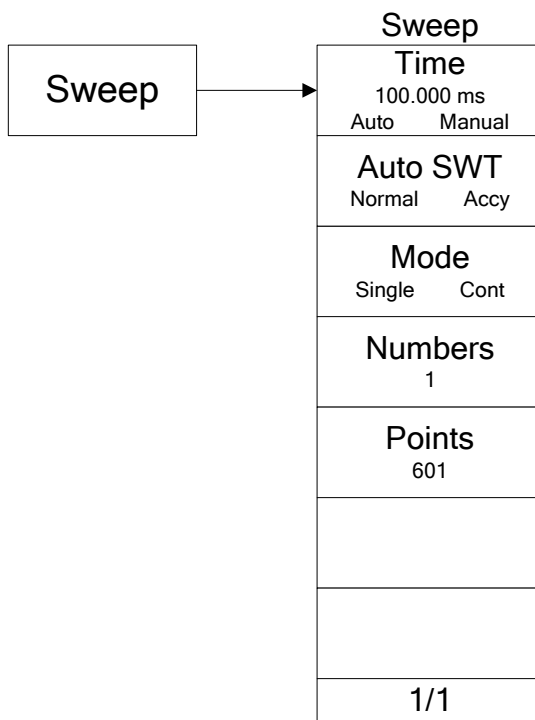 Sweep
Sweep
Time
100.000 ms
Auto Manual
Auto SWT
Normal Accy
Mode
Single Cont
Numbers
1
Points
601
1/1